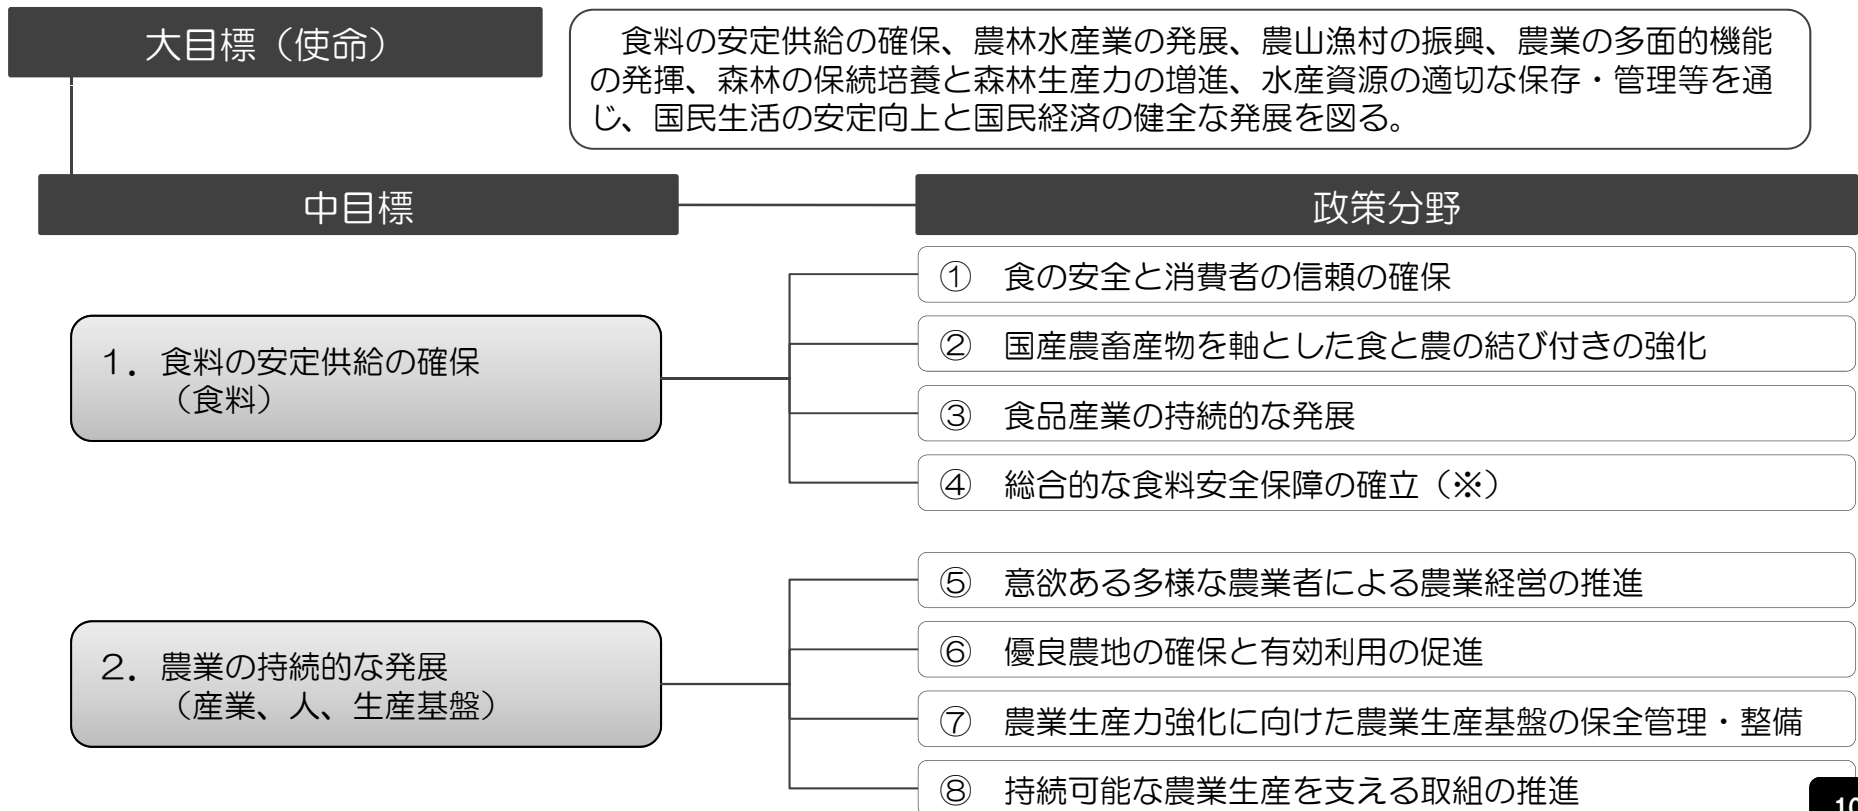 大目標（使命）
　食料の安定供給の確保、農林水産業の発展、農山漁村の振興、農業の多面的機能
の発揮、森林の保続培養と森林生産力の増進、水産資源の適切な保存・管理等を通
じ、国民生活の安定向上と国民経済の健全な発展を図る。
中目標
政策分野
１．食料の安定供給の確保
（食料）
①　食の安全と消費者の信頼の確保
②　国産農畜産物を軸とした食と農の結び付きの強化
③　食品産業の持続的な発展
④　総合的な食料安全保障の確立（※）
２．農業の持続的な発展
（産業、人、生産基盤）
⑤　意欲ある多様な農業者による農業経営の推進
⑥　優良農地の確保と有効利用の促進
⑦　農業生産力強化に向けた農業生産基盤の保全管理・整備
⑧　持続可能な農業生産を支える取組の推進